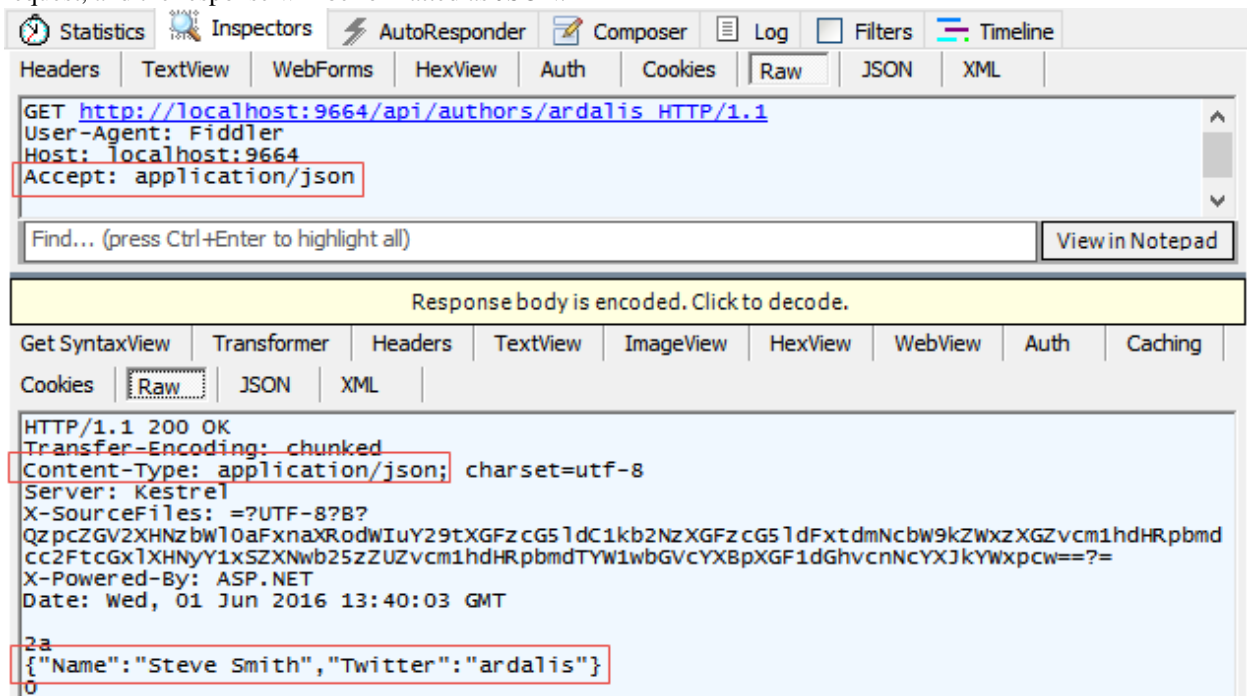 Statistics Inspectors AutoResponder Composer Log Filters Timeline
Headers TextView WebForms HexView Auth Cookies Raw JSON XML
GET http://localhost:9664/api/authors/ardalis HTTP/1.1
User-Agent: Fiddler
Host: localhost:9664
Accept: application/json
Find... (press Ctrl+Enter to highlight all) View in Notepad
Response body is encoded. Click to decode.
Get SyntaxView Transformer Headers TextView ImageView HexView WebView Auth Caching
Cookies Raw JSON XML
HTTP/1.1 200 OK
Transfer-Encoding: chunked
Content-Type: application/json; charset=utf-8
Server: Kestrel
X-SourceFiles: =?UTF-8?B?
QzpcZGV2XHNzbWl0aFxnaXRodWIuY29tXGFzcG5ldC1kb2NzXGFzcG5ldFxtdmNcbW9kZWxzXGZvcm1hdHRpbmd
cc2FtcGxlXHNyY1xSZXNwb25zZUZvcm1hdHRpbmdTYW1wbGVcYXBpXGF1dGhvcnNcYXJkYWxpcw==?=
X-Powered-By: ASP.NET
Date: Wed, 01 Jun 2016 13:40:03 GMT
2a
{"Name":"Steve Smith","Twitter":"ardalis"}
0